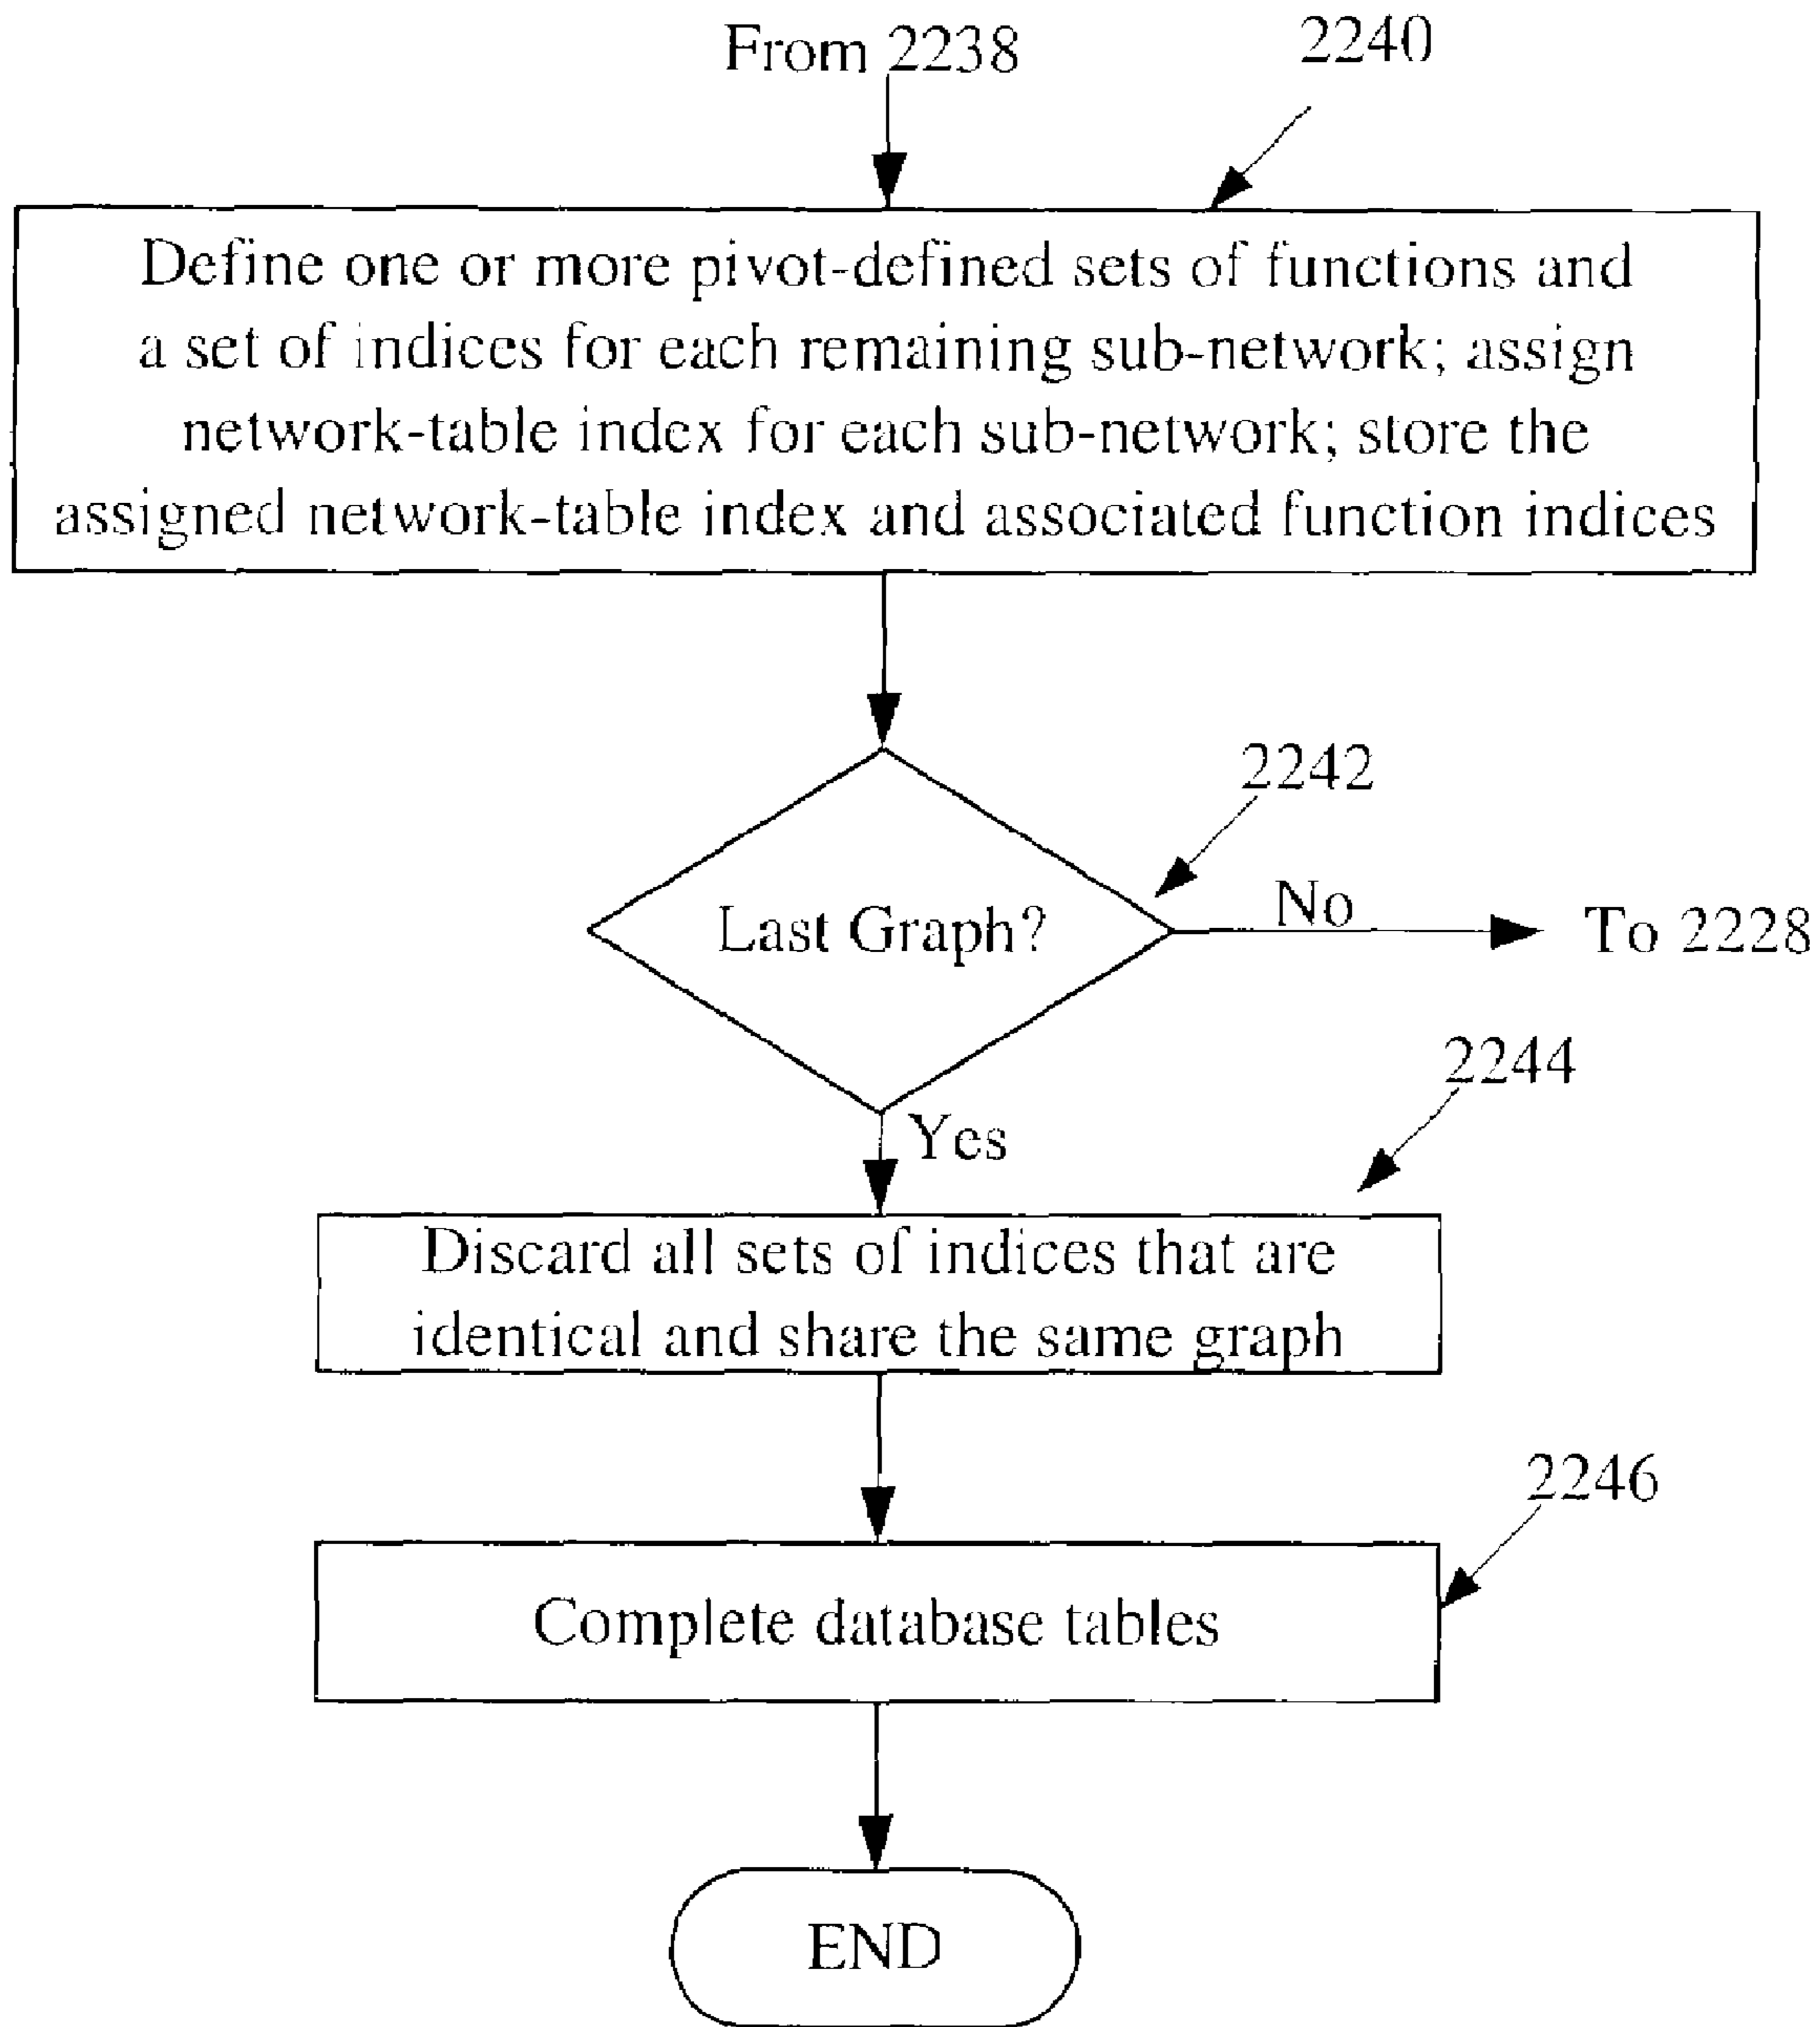 From 2238
2240
Define one or more pivot-defined sets of functions and
a set of indices for each remaining sub-network; assign
network-table index for each sub-network; store the
assigned network-table index and associated function indices
2242
Last Graph?
No
To 2228
Yes
2244
Discard all sets of indices that are
identical and share the same graph
2246
Complete database tables
END